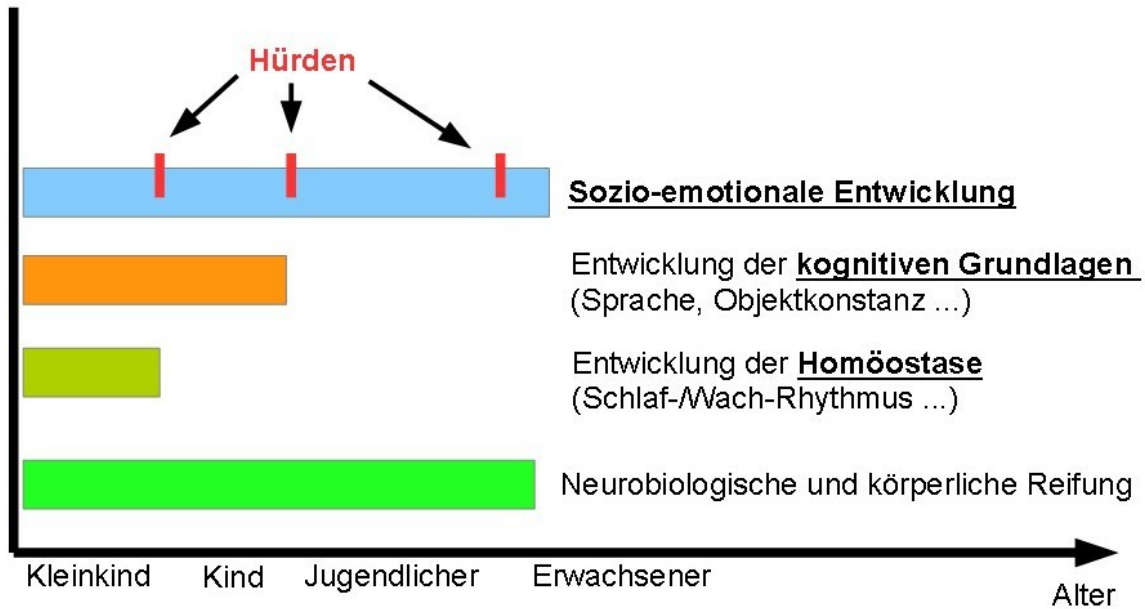 Hürden
Sozio-emotionale Entwicklung
Entwicklung der kognitiven Grundlagen
(Sprache, Objektkonstanz ...)
Entwicklung der Homöostase
(Schlaf-/Wach-Rhythmus ...)
Neurobiologische und körperliche Reifung
Kleinkind Kind Jugendlicher Erwachsener
Alter